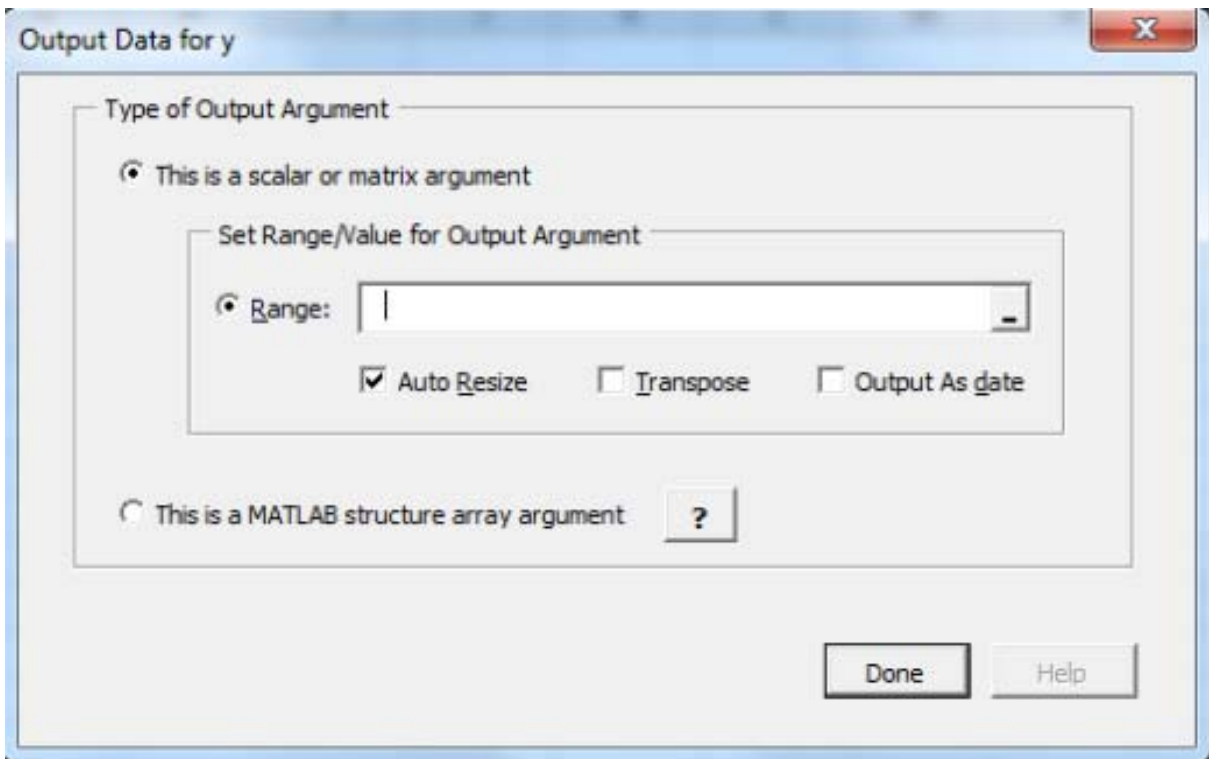 Output Data for y
Type of Output Argument
This is a scalar or matrix argument
Set Range/Value for Output Argument
Range:
Auto Resize Transpose Output As date
This is a MATLAB structure array argument ?
Done Help